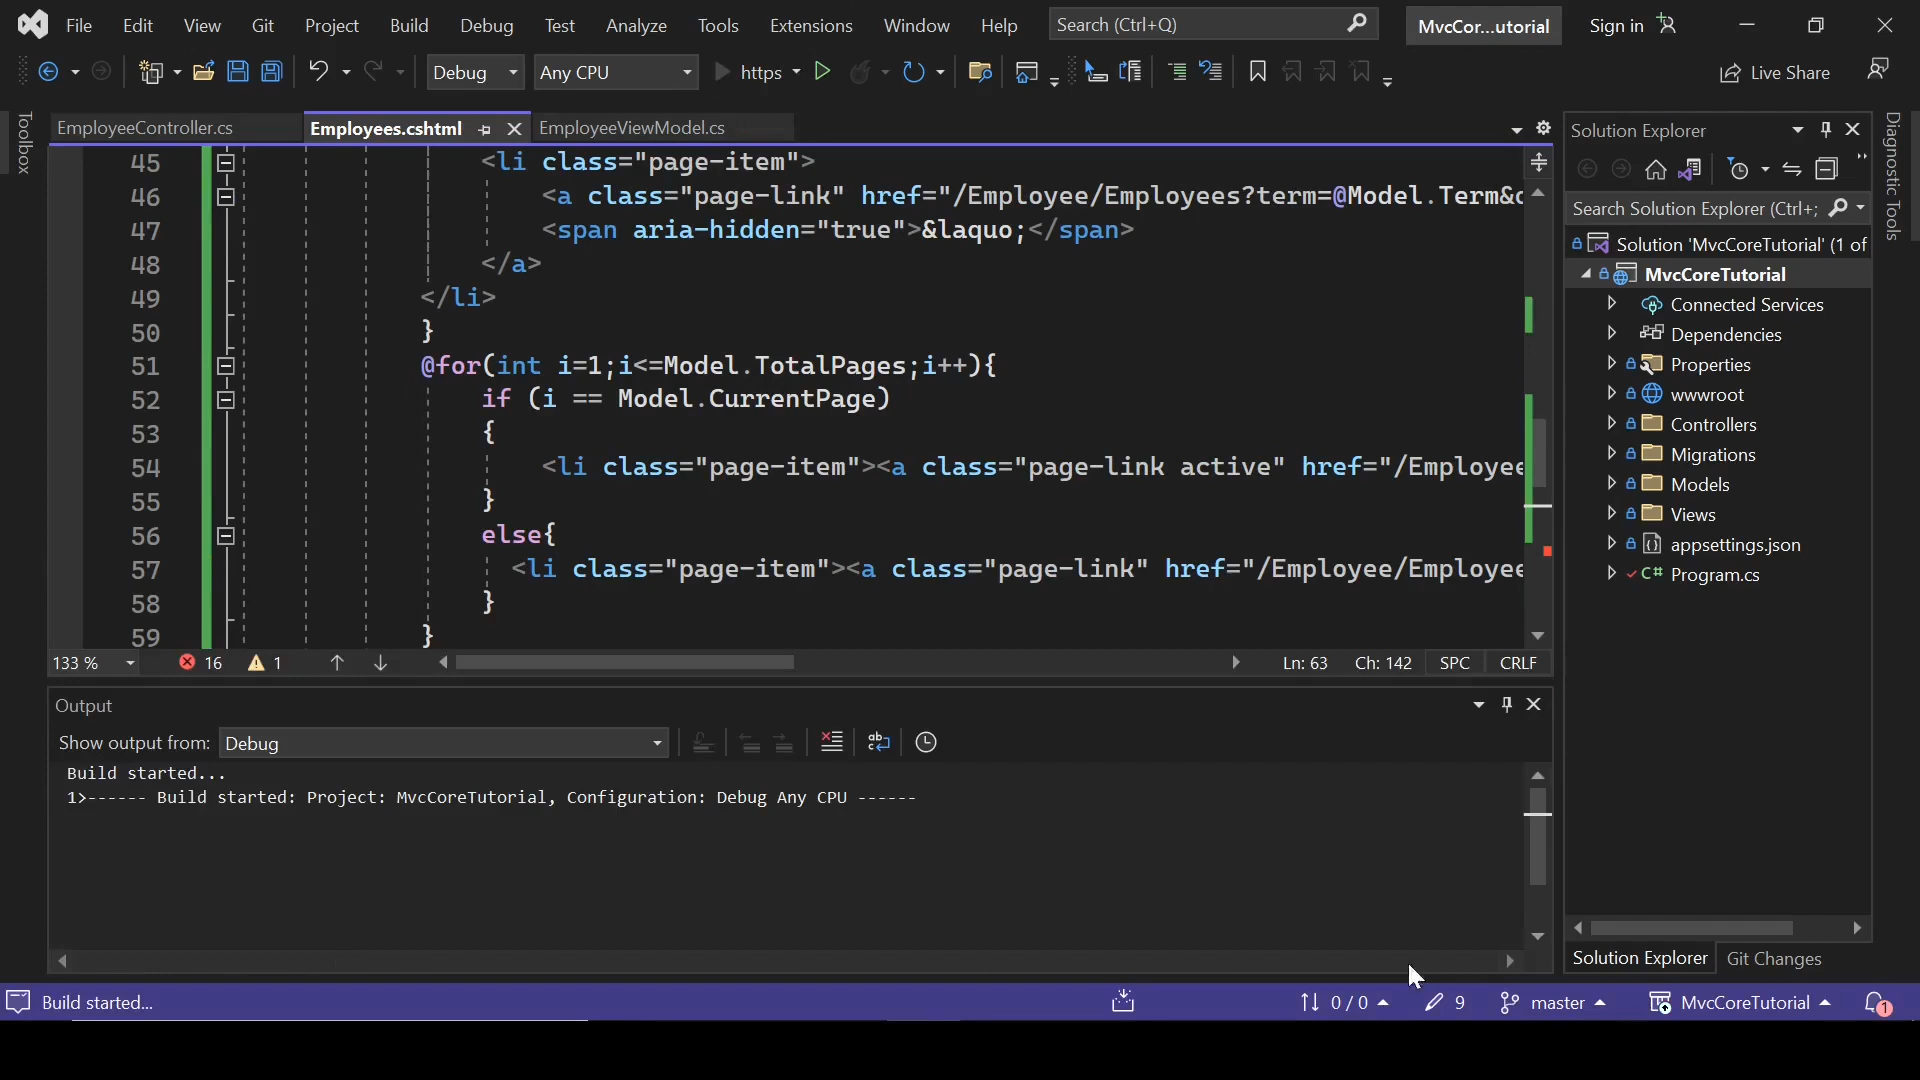 File Edit View Git Project Build Debug Test Analyze Tools Extensions Window Help Search (Ctrl+Q) MvcCor...utorial Sign in
Debug Any CPU https Live Share
Toolbox
EmployeeController.cs Employees.cshtml EmployeeViewModel.cs
45 <li class="page-item">
46 <a class="page-link" href="/Employee/Employees?term=@Model.Term&c
47 <span aria-hidden="true">&laquo;</span>
48 </a>
49 </li>
50 }
51 @for(int i=1;i<=Model.TotalPages;i++){
52 if (i == Model.CurrentPage)
53 {
54 <li class="page-item"><a class="page-link active" href="/Employee
55 }
56 else{
57 <li class="page-item"><a class="page-link" href="/Employee/Employee
58 }
59 }
133 % 16 1 Ln: 63 Ch: 142 SPC CRLF
Output
Show output from: Debug
Build started...
1>------ Build started: Project: MvcCoreTutorial, Configuration: Debug Any CPU ------
Solution Explorer
Search Solution Explorer (Ctrl+;
Solution 'MvcCoreTutorial' (1 of
MvcCoreTutorial
Connected Services
Dependencies
Properties
wwwroot
Controllers
Migrations
Models
Views
appsettings.json
C# Program.cs
Solution Explorer Git Changes
Diagnostic Tools
Build started... 0 / 0 9 master MvcCoreTutorial 1